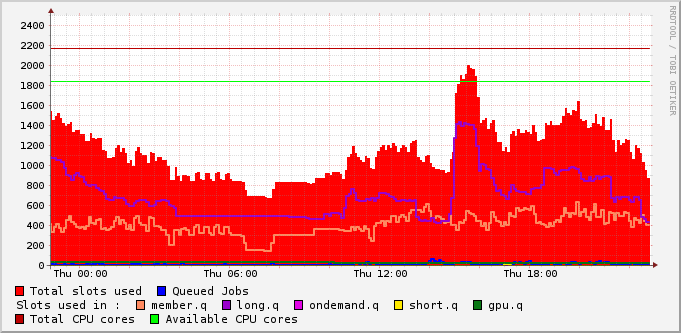 2400
2200
2000
1800
1600
1400
1200
1000
800
600
400
200
0
Thu 00:00 Thu 06:00 Thu 12:00 Thu 18:00
Total slots used Queued Jobs
Slots used in : member.q long.q ondemand.q short.q gpu.q
Total CPU cores Available CPU cores
RRDTOOL / TOBI OETIKER